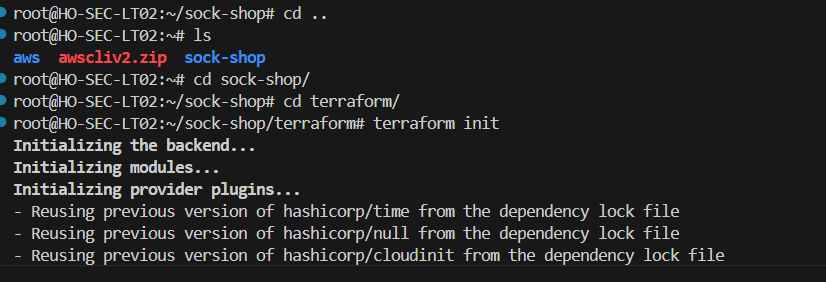 root@HO-SEC-LT02:~/sock-shop# cd ..
root@HO-SEC-LT02:~# ls
aws  awscliv2.zip  sock-shop
root@HO-SEC-LT02:~# cd sock-shop/
root@HO-SEC-LT02:~/sock-shop# cd terraform/
root@HO-SEC-LT02:~/sock-shop/terraform# terraform init
Initializing the backend...
Initializing modules...
Initializing provider plugins...
- Reusing previous version of hashicorp/time from the dependency lock file
- Reusing previous version of hashicorp/null from the dependency lock file
- Reusing previous version of hashicorp/cloudinit from the dependency lock file